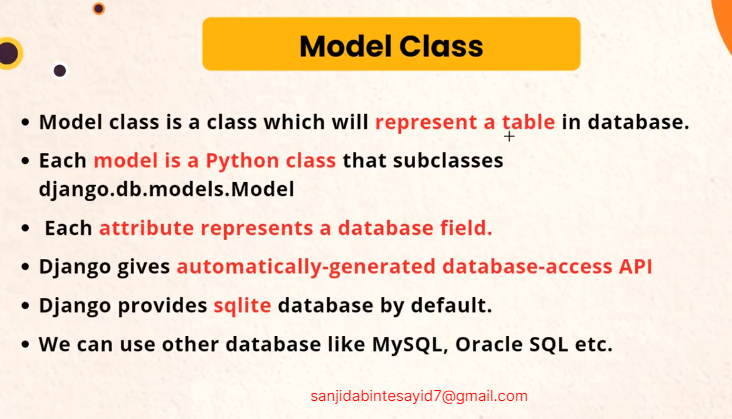 Model Class
• Model class is a class which will represent a table in database.
• Each model is a Python class that subclasses
django.db.models.Model
• Each attribute represents a database field.
• Django gives automatically-generated database-access API
• Django provides sqlite database by default.
• We can use other database like MySQL, Oracle SQL etc.
sanjidabintesayid7@gmail.com